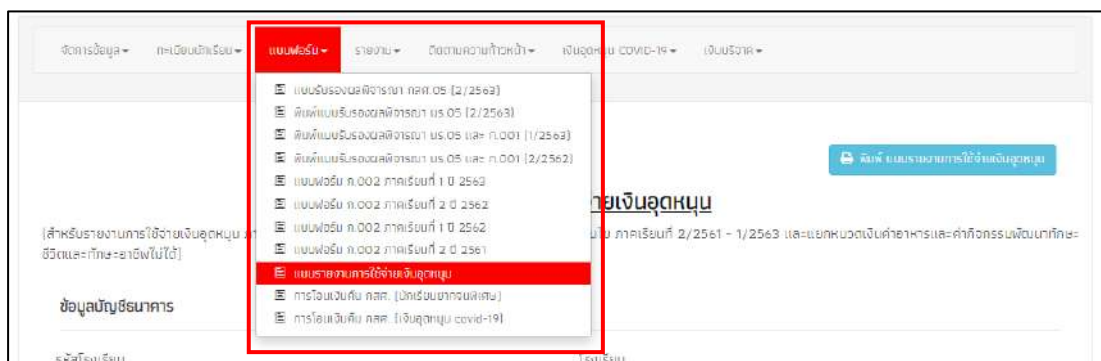 จัดการข้อมูล ทะเบียนนักเรียน แบบฟอร์ม รายงาน ติดตามความก้าวหน้า เงินอุดหนุน COVID-19 เงินบริจาค
แบบรับรองผลพิจารณา กสศ.05 (2/2563)
พิมพ์แบบรับรองผลพิจารณา นร.05 (2/2563)
พิมพ์แบบรับรองผลพิจารณา นร.05 และ ก.001 (1/2563)
พิมพ์แบบรับรองผลพิจารณา นร.05 และ ก.001 (2/2562)
แบบฟอร์ม ก.002 ภาคเรียนที่ 1 ปี 2563
แบบฟอร์ม ก.002 ภาคเรียนที่ 2 ปี 2562
แบบฟอร์ม ก.002 ภาคเรียนที่ 1 ปี 2562
แบบฟอร์ม ก.002 ภาคเรียนที่ 2 ปี 2561
แบบรายงานการใช้จ่ายเงินอุดหนุน
การโอนเงินคืน กสศ. (นักเรียนยากจนพิเศษ)
การโอนเงินคืน กสศ. (เงินอุดหนุน covid-19)
พิมพ์ แบบรายงานการใช้จ่ายเงินอุดหนุน
จ่ายเงินอุดหนุน
(สำหรับรายงานการใช้จ่ายเงินอุดหนุน ภาคเรียนที่ 2/2561 - 1/2563 และแยกหมวดเงินค่าอาหารและค่ากิจกรรมพัฒนาทักษะ
ชีวิตและทักษะอาชีพไม่ได้)
ข้อมูลบัญชีธนาคาร
รหัสโรงเรียน โรงเรียน